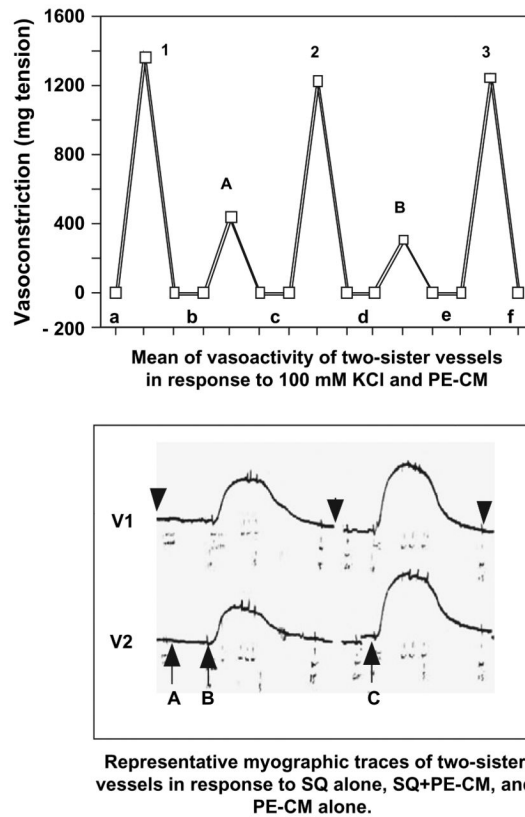 1600
1200
800
400
0
- 200
Vasoconstriction (mg tension)
1
2
3
A
B
a b c d e f
Mean of vasoactivity of two-sister vessels
in response to 100 mM KCl and PE-CM
V1
V2
A B C
Representative myographic traces of two-sister
vessels in response to SQ alone, SQ+PE-CM, and
PE-CM alone.